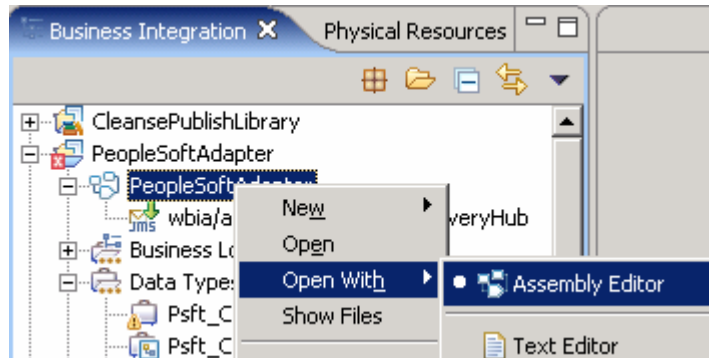 Business Integration
Physical Resources
CleansePublishLibrary
PeopleSoftAdapter
PeopleSoftAdapter
wbia/a
veryHub
Business Lo
Data Type
Psft_C
Psft_C
New
Open
Open With
Show Files
Assembly Editor
Text Editor